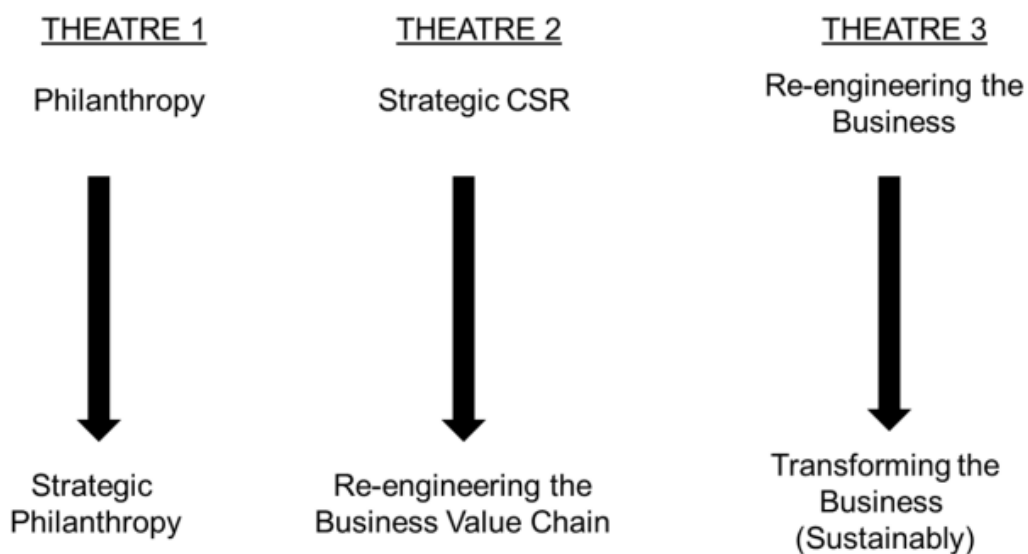 THEATRE 1
Philanthropy
Strategic
Philanthropy
THEATRE 2
Strategic CSR
Re-engineering the
Business Value Chain
THEATRE 3
Re-engineering the
Business
Transforming the
Business
(Sustainably)